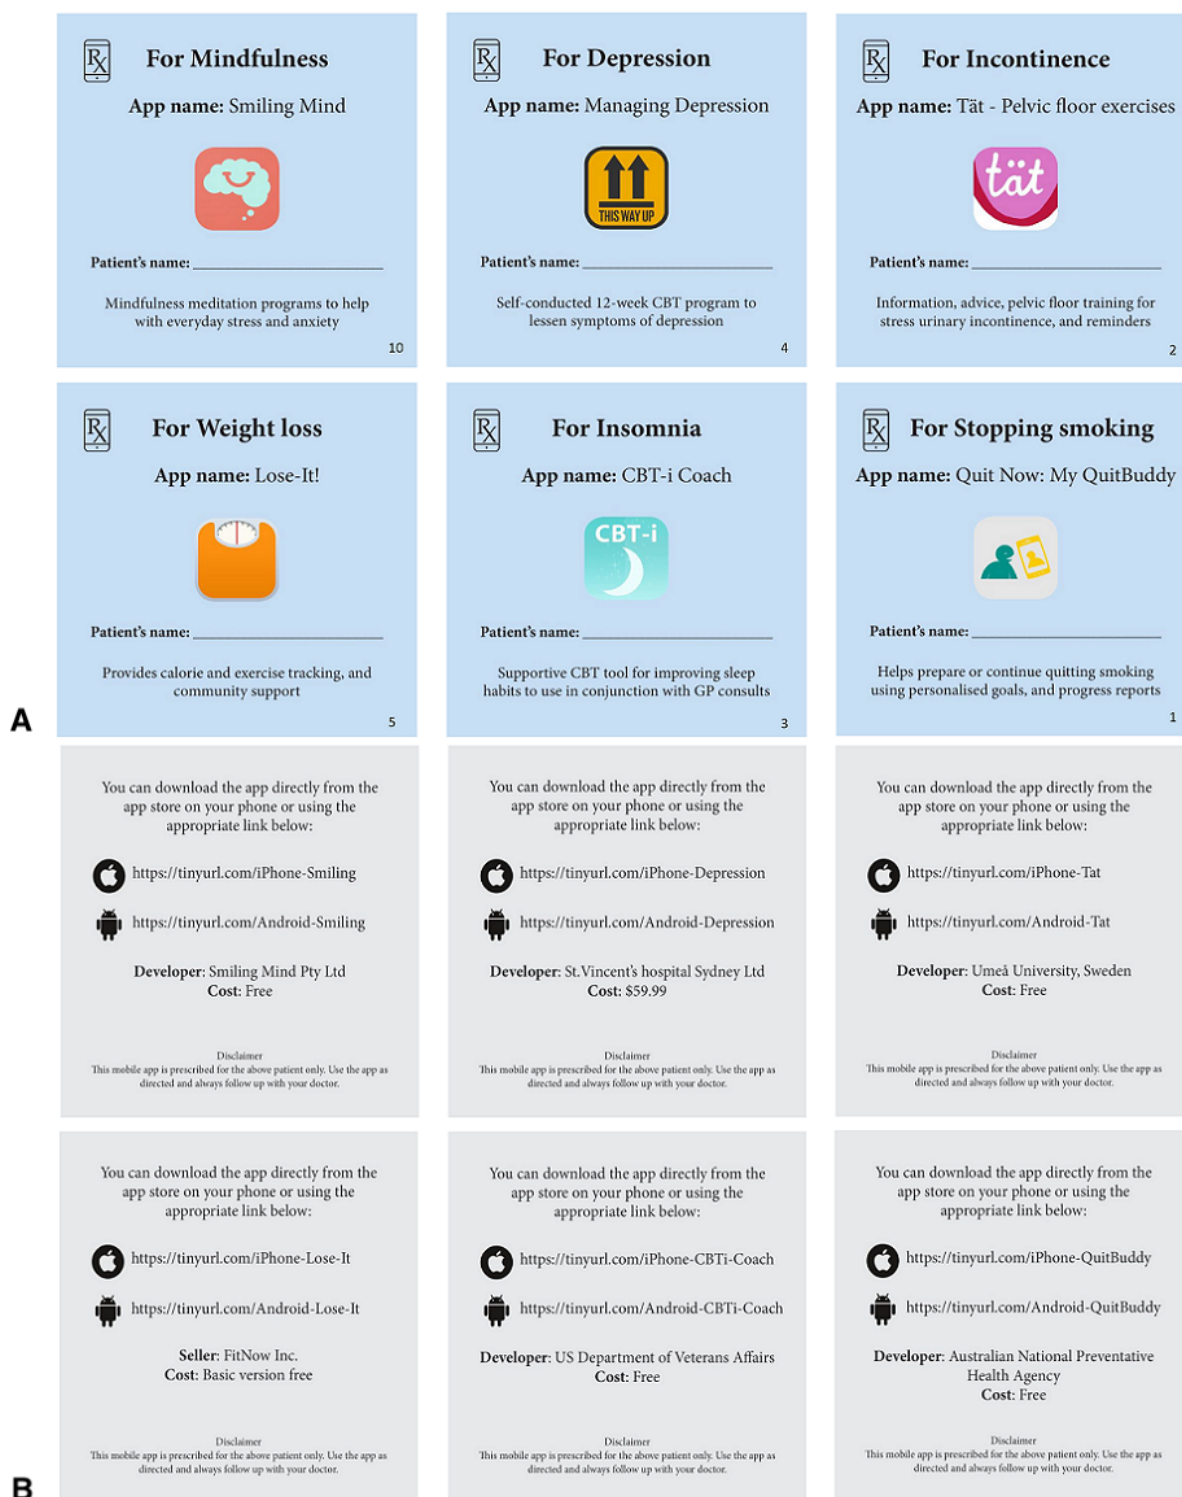 For Mindfulness
App name: Smiling Mind
Patient's name: ___________________________
Mindfulness meditation programs to help
with everyday stress and anxiety
10
For Depression
App name: Managing Depression
THIS WAY UP
Patient's name: ___________________________
Self-conducted 12-week CBT program to
lessen symptoms of depression
4
For Incontinence
App name: Tät - Pelvic floor exercises
tät
Patient's name: ___________________________
Information, advice, pelvic floor training for
stress urinary incontinence, and reminders
2
For Weight loss
App name: Lose-It!
Patient's name: ___________________________
Provides calorie and exercise tracking, and
community support
5
For Insomnia
App name: CBT-i Coach
CBT-i
Patient's name: ___________________________
Supportive CBT tool for improving sleep
habits to use in conjunction with GP consults
3
For Stopping smoking
App name: Quit Now: My QuitBuddy
Patient's name: ___________________________
Helps prepare or continue quitting smoking
using personalised goals, and progress reports
1
A
You can download the app directly from the
app store on your phone or using the
appropriate link below:
https://tinyurl.com/iPhone-Smiling
https://tinyurl.com/Android-Smiling
Developer: Smiling Mind Pty Ltd
Cost: Free
Disclaimer
This mobile app is prescribed for the above patient only. Use the app as
directed and always follow up with your doctor.
You can download the app directly from the
app store on your phone or using the
appropriate link below:
https://tinyurl.com/iPhone-Depression
https://tinyurl.com/Android-Depression
Developer: St.Vincent's hospital Sydney Ltd
Cost: $59.99
Disclaimer
This mobile app is prescribed for the above patient only. Use the app as
directed and always follow up with your doctor.
You can download the app directly from the
app store on your phone or using the
appropriate link below:
https://tinyurl.com/iPhone-Tat
https://tinyurl.com/Android-Tat
Developer: Umeå University, Sweden
Cost: Free
Disclaimer
This mobile app is prescribed for the above patient only. Use the app as
directed and always follow up with your doctor.
You can download the app directly from the
app store on your phone or using the
appropriate link below:
https://tinyurl.com/iPhone-Lose-It
https://tinyurl.com/Android-Lose-It
Seller: FitNow Inc.
Cost: Basic version free
Disclaimer
This mobile app is prescribed for the above patient only. Use the app as
directed and always follow up with your doctor.
You can download the app directly from the
app store on your phone or using the
appropriate link below:
https://tinyurl.com/iPhone-CBTi-Coach
https://tinyurl.com/Android-CBTi-Coach
Developer: US Department of Veterans Affairs
Cost: Free
Disclaimer
This mobile app is prescribed for the above patient only. Use the app as
directed and always follow up with your doctor.
You can download the app directly from the
app store on your phone or using the
appropriate link below:
https://tinyurl.com/iPhone-QuitBuddy
https://tinyurl.com/Android-QuitBuddy
Developer: Australian National Preventative
Health Agency
Cost: Free
Disclaimer
This mobile app is prescribed for the above patient only. Use the app as
directed and always follow up with your doctor.
B